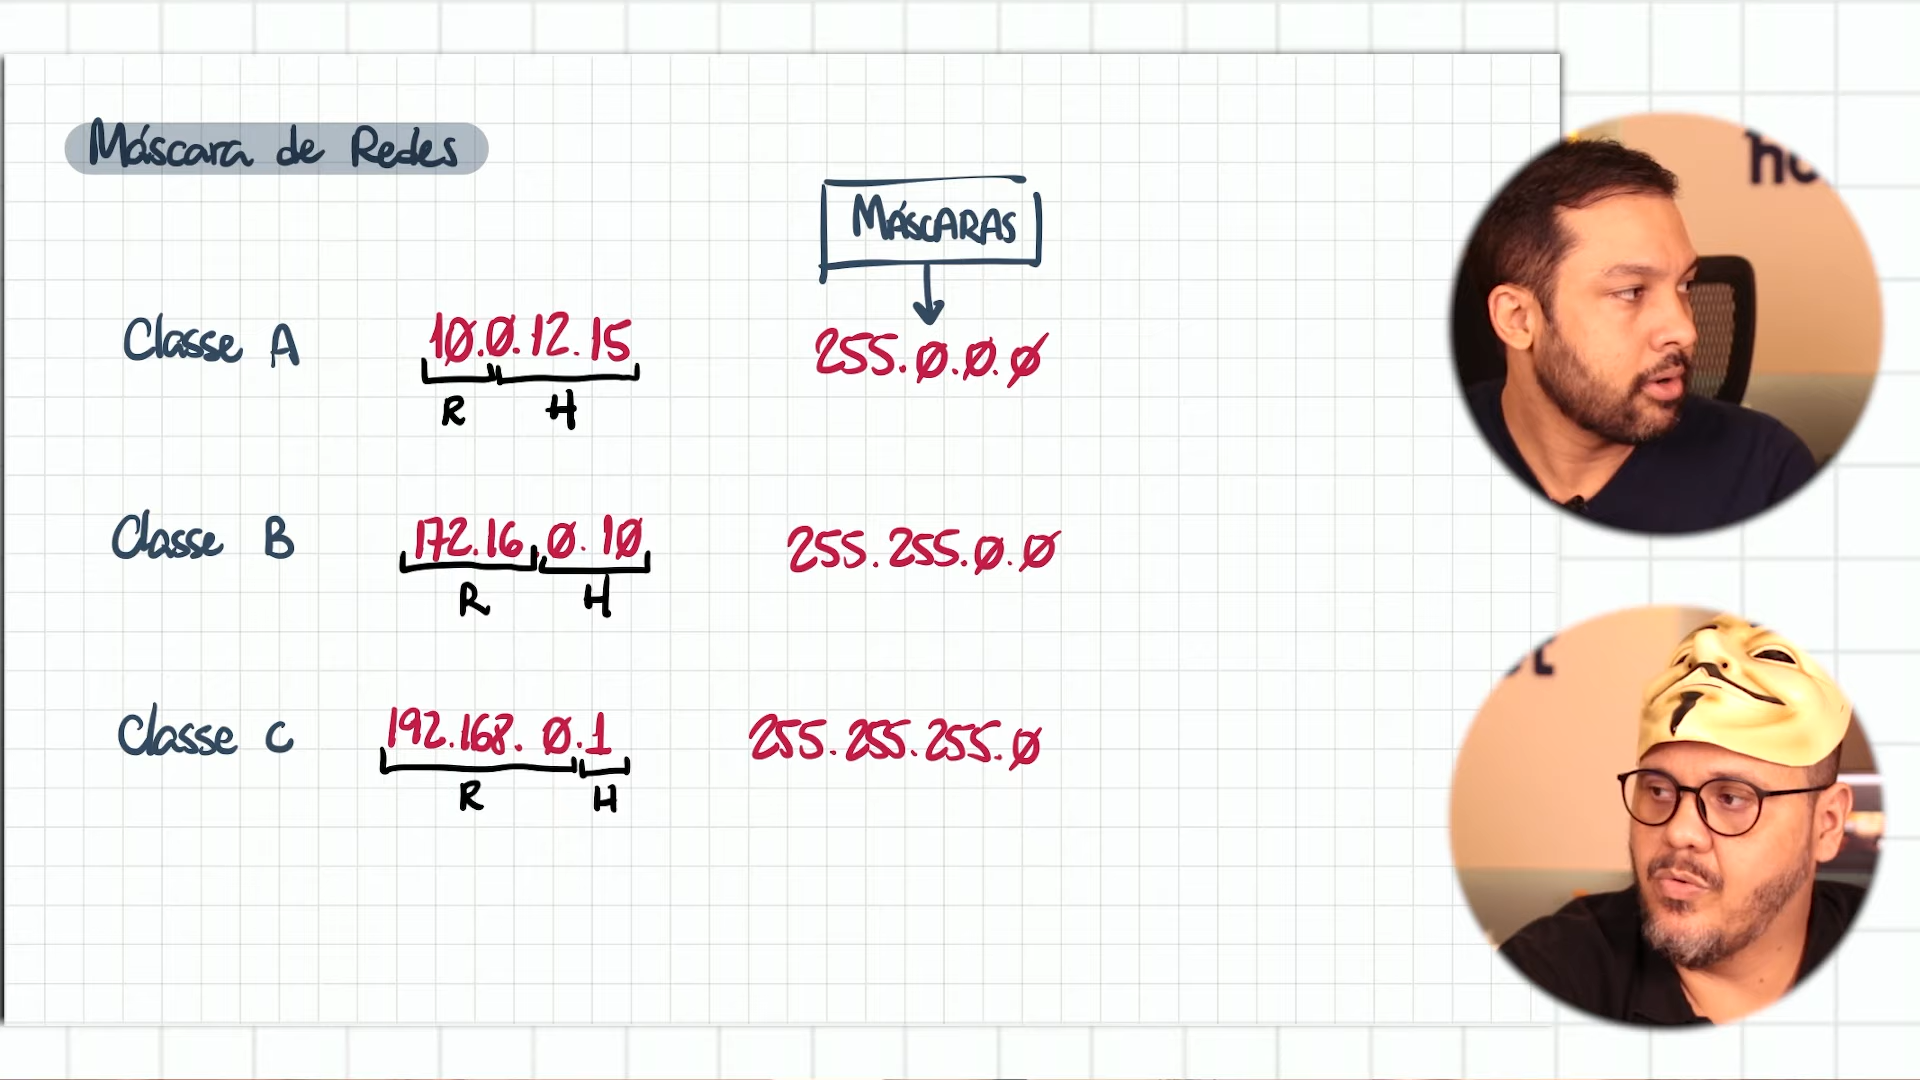 Máscara de Redes
MÁSCARAS
Classe A 10.0.12.15 255.0.0.0
R H
Classe B 172.16.0.10 255.255.0.0
R H
Classe C 192.168.0.1 255.255.255.0
R H